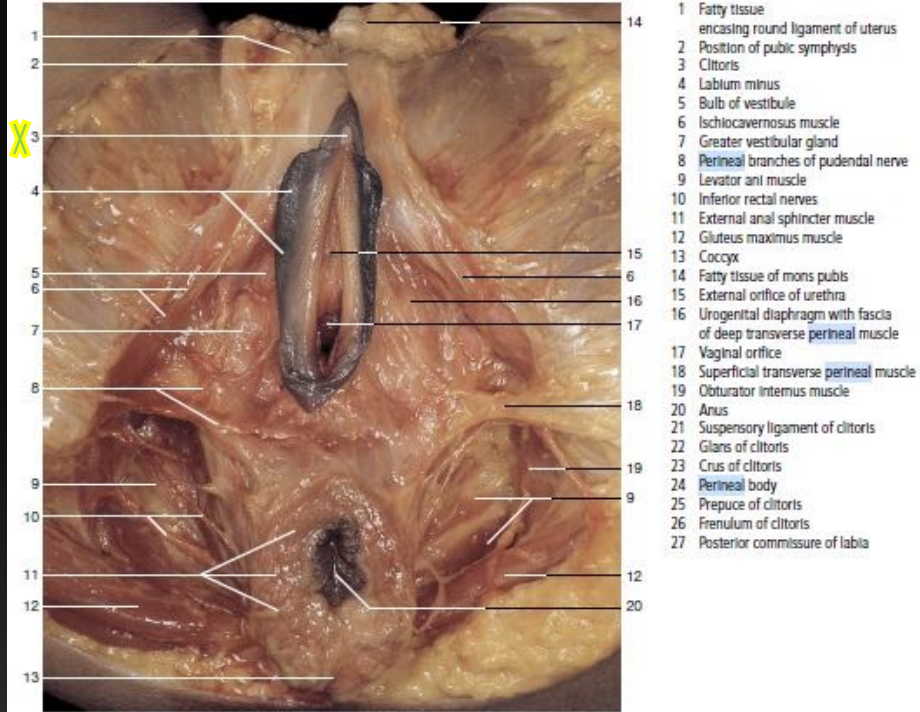 1 Fatty tissue
encasing round ligament of uterus
2 Position of pubic symphysis
3 Clitoris
4 Labium minus
5 Bulb of vestibule
6 Ischiocavernosus muscle
7 Greater vestibular gland
8 Perineal branches of pudendal nerve
9 Levator ani muscle
10 Inferior rectal nerves
11 External anal sphincter muscle
12 Gluteus maximus muscle
13 Coccyx
14 Fatty tissue of mons pubis
15 External orifice of urethra
16 Urogenital diaphragm with fascia
of deep transverse perineal muscle
17 Vaginal orifice
18 Superficial transverse perineal muscle
19 Obturator internus muscle
20 Anus
21 Suspensory ligament of clitoris
22 Glans of clitoris
23 Crus of clitoris
24 Perineal body
25 Prepuce of clitoris
26 Frenulum of clitoris
27 Posterior commissure of labia
1
2
X
3
4
5
6
7
8
9
10
11
12
13
14
15
6
16
17
18
19
9
12
20